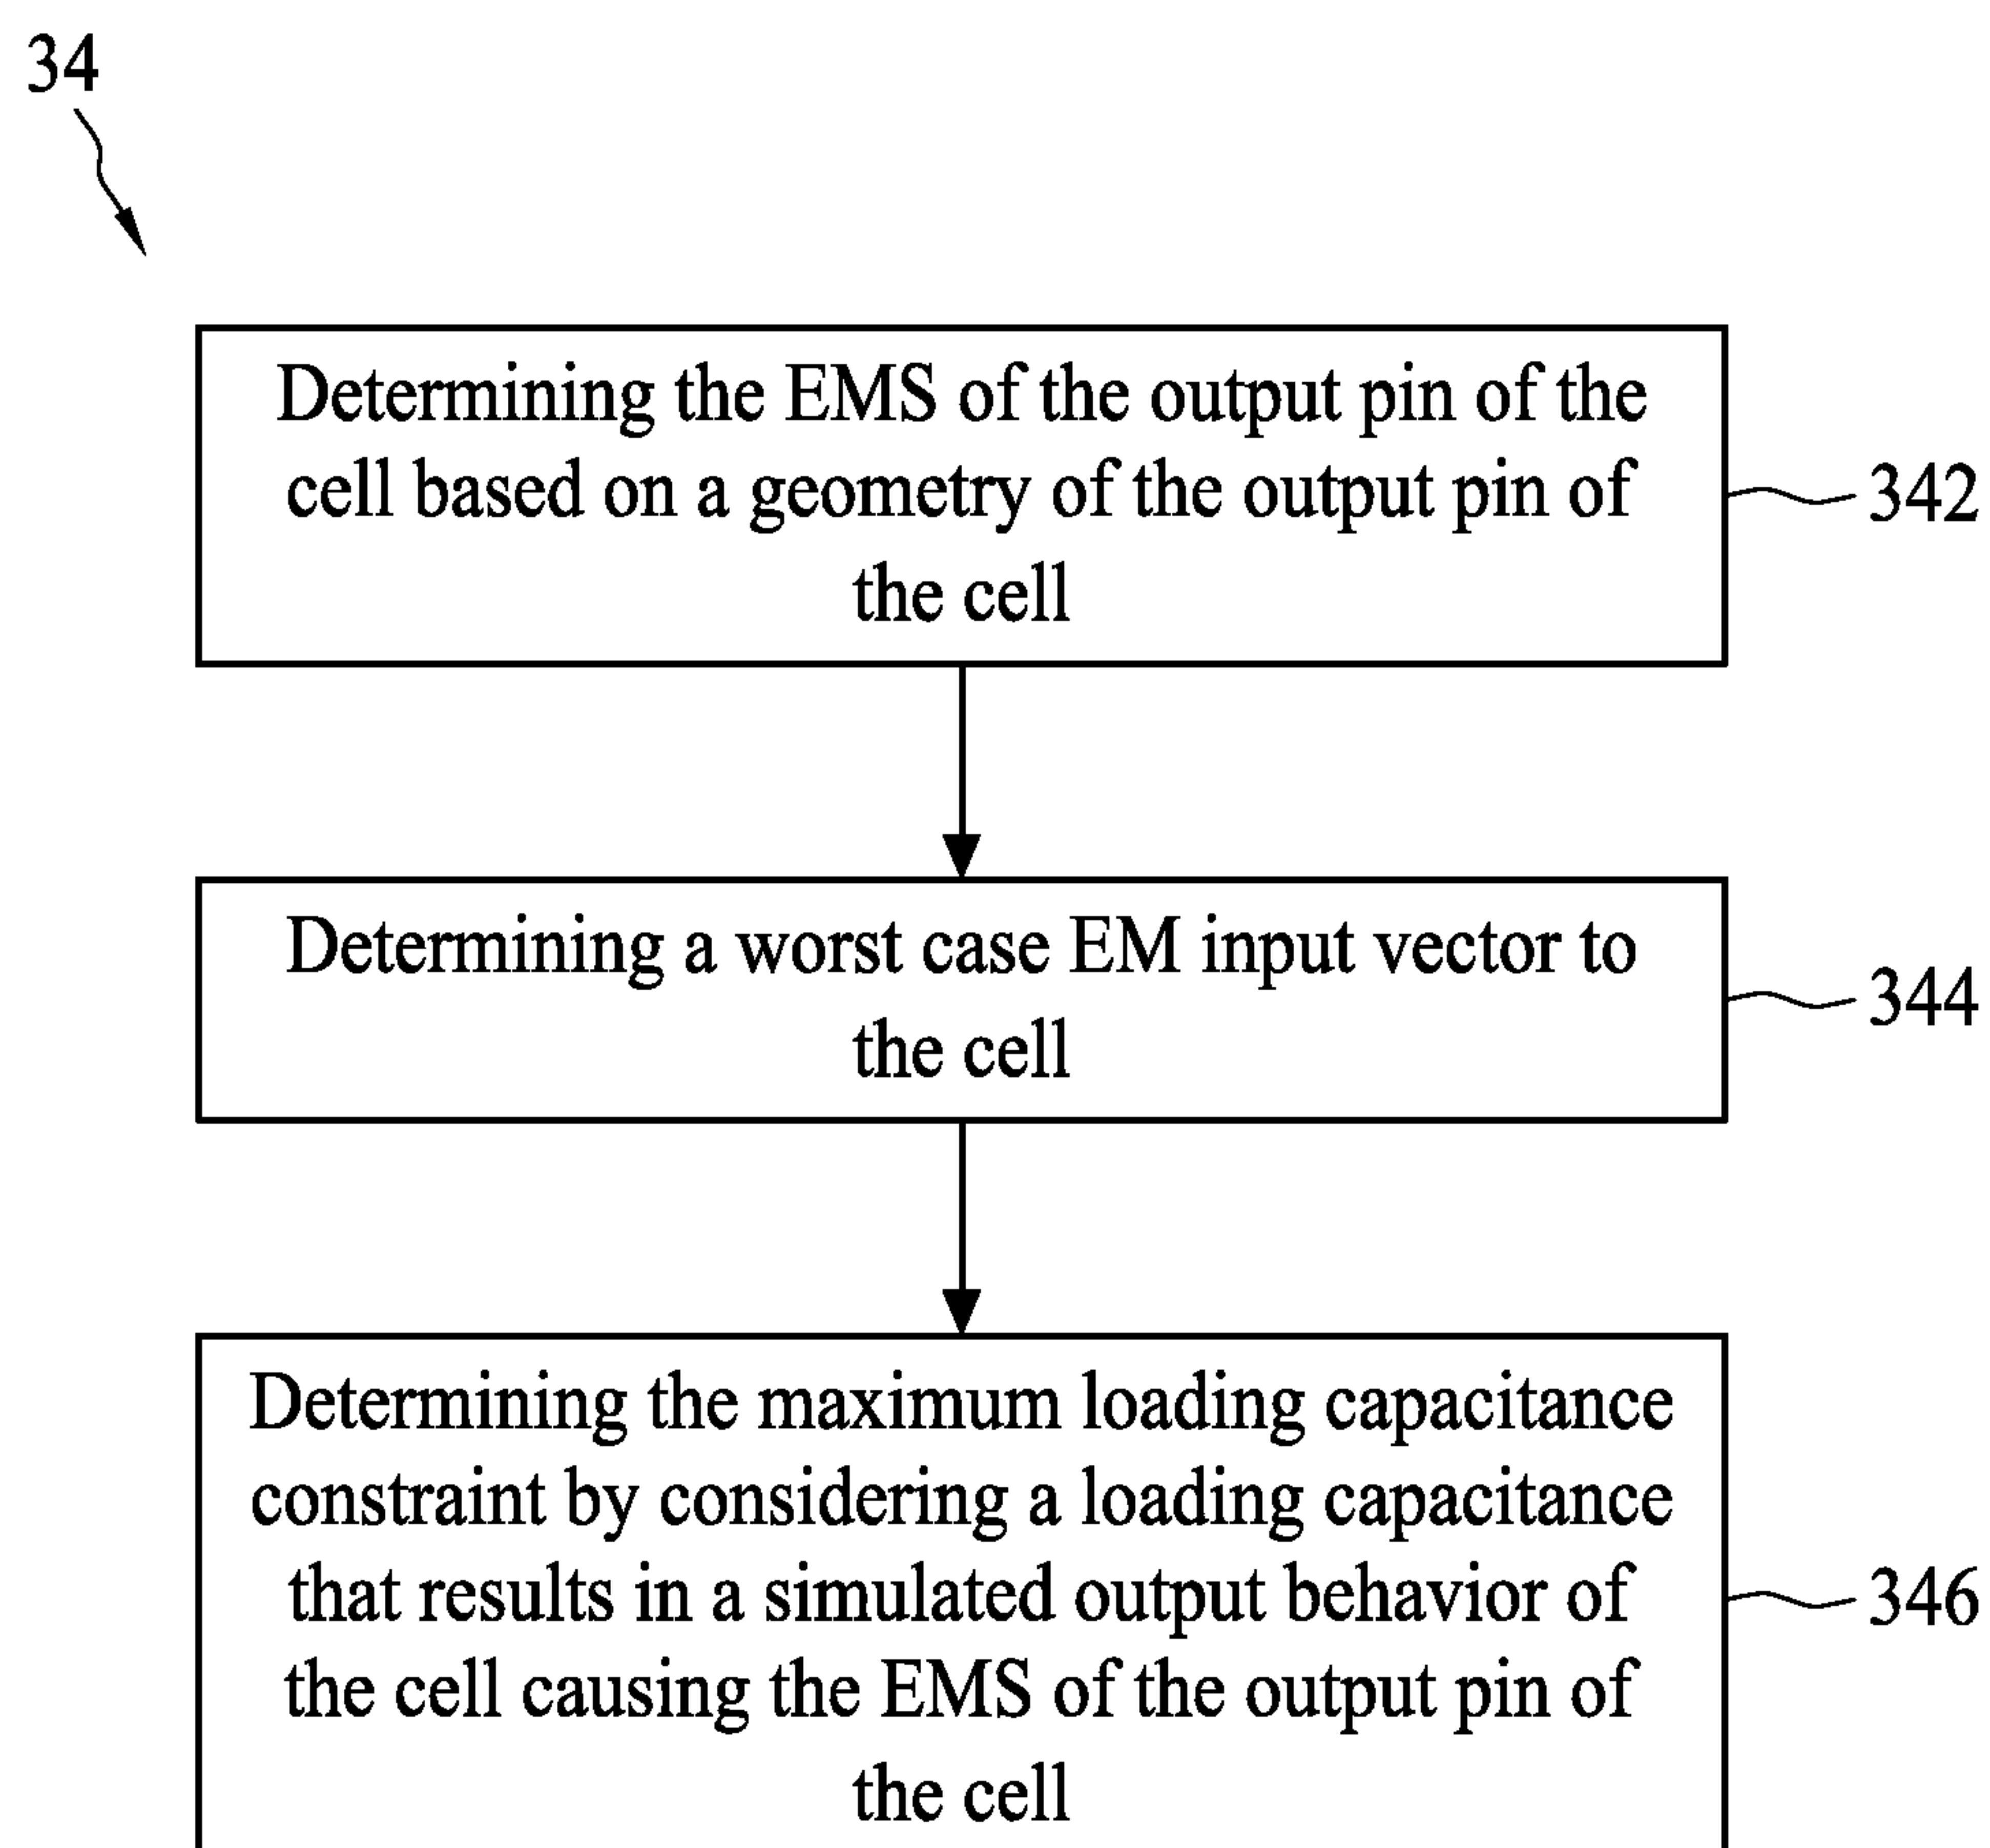 34
Determining the EMS of the output pin of the
cell based on a geometry of the output pin of
the cell
342
Determining a worst case EM input vector to
the cell
344
Determining the maximum loading capacitance
constraint by considering a loading capacitance
that results in a simulated output behavior of
the cell causing the EMS of the output pin of
the cell
346